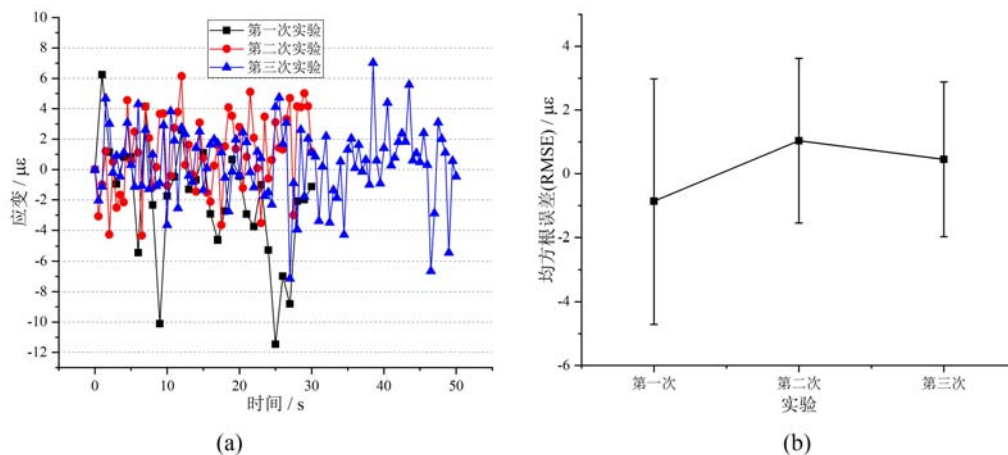 10
8
6
4
2
0
-2
-4
-6
-8
-10
-12
应变 / με
第一次实验
第二次实验
第三次实验
0
10
20
30
40
50
时间 / s
(a)
4
2
0
-2
-4
-6
均方根误差(RMSE) / με
第一次
第二次
第三次
实验
(b)